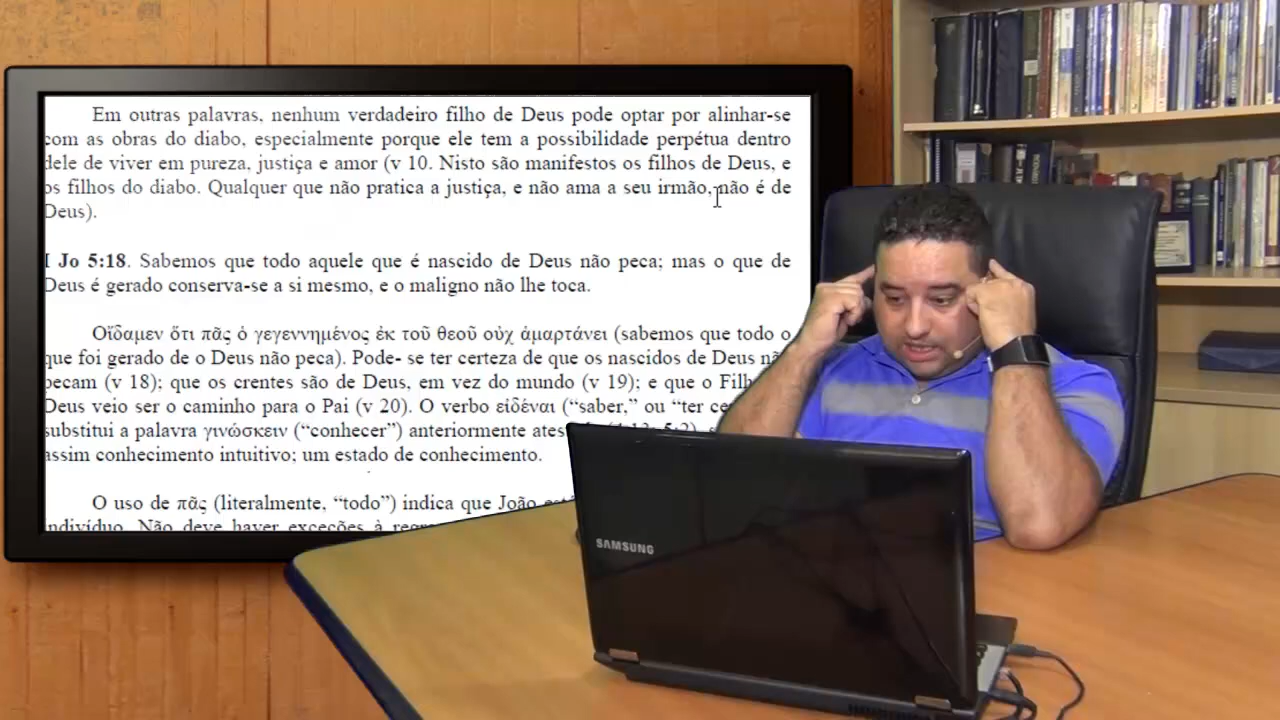 Em outras palavras, nenhum verdadeiro filho de Deus pode optar por alinhar-se
com as obras do diabo, especialmente porque ele tem a possibilidade perpétua dentro
dele de viver em pureza, justiça e amor (v 10. Nisto são manifestos os filhos de Deus, e
os filhos do diabo. Qualquer que não pratica a justiça, e não ama a seu irmão, não é de
Deus).
I Jo 5:18. Sabemos que todo aquele que é nascido de Deus não peca; mas o que de
Deus é gerado conserva-se a si mesmo, e o maligno não lhe toca.
Οἴδαμεν ὅτι πᾶς ὁ γεγεννημένος ἐκ τοῦ θεοῦ οὐχ ἁμαρτάνει (sabemos que todo o
que foi gerado de o Deus não peca). Pode- se ter certeza de que os nascidos de Deus
pecam (v 18); que os crentes são de Deus, em vez do mundo (v 19); e que o
Deus veio ser o caminho para o Pai (v 20). O verbo εἰδέναι (“saber,” ou “ter
substitui a palavra γινώσκειν (“conhecer”) anteriormente
assim conhecimento intuitivo; um estado de conhecimento.
O uso de πᾶς (literalmente, “todo”) indica que João
indivíduo. Não deve haver exceções à
SAMSUNG